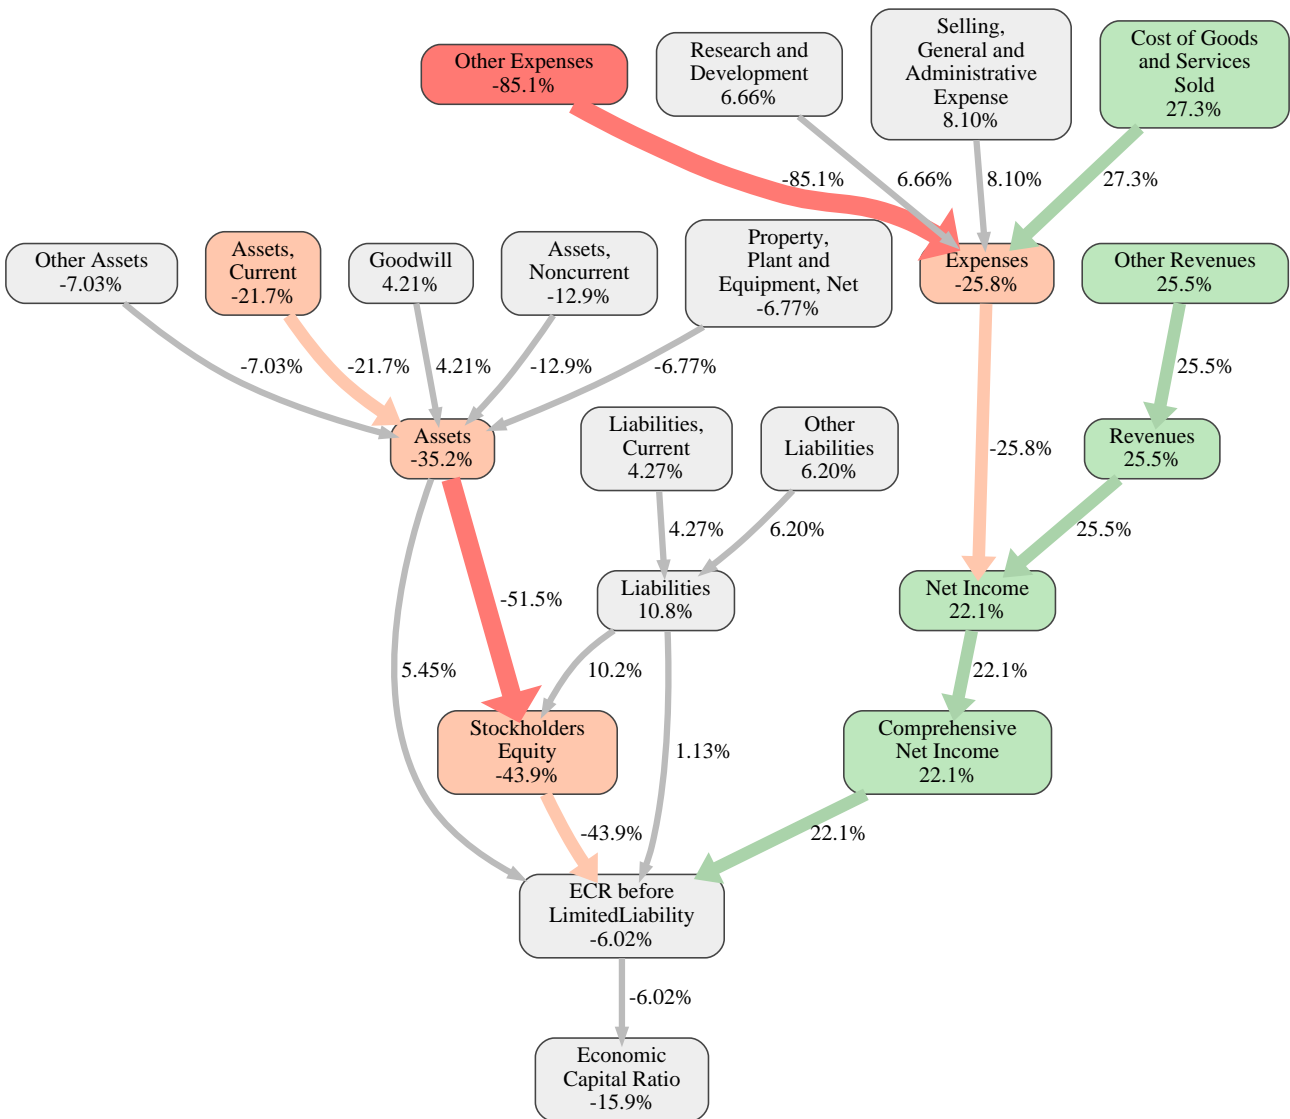 Other Expenses
-85.1%
Research and
Development
6.66%
Selling,
General and
Administrative
Expense
8.10%
Cost of Goods
and Services
Sold
27.3%
-85.1%
6.66%
8.10%
27.3%
Other Assets
-7.03%
Assets,
Current
-21.7%
Goodwill
4.21%
Assets,
Noncurrent
-12.9%
Property,
Plant and
Equipment, Net
-6.77%
Expenses
-25.8%
Other Revenues
25.5%
-7.03%
-21.7%
4.21%
-12.9%
-6.77%
25.5%
Assets
-35.2%
Liabilities,
Current
4.27%
Other
Liabilities
6.20%
-25.8%
Revenues
25.5%
4.27%
6.20%
25.5%
-51.5%
Liabilities
10.8%
Net Income
22.1%
5.45%
10.2%
22.1%
Stockholders
Equity
-43.9%
1.13%
Comprehensive
Net Income
22.1%
-43.9%
22.1%
ECR before
LimitedLiability
-6.02%
-6.02%
Economic
Capital Ratio
-15.9%